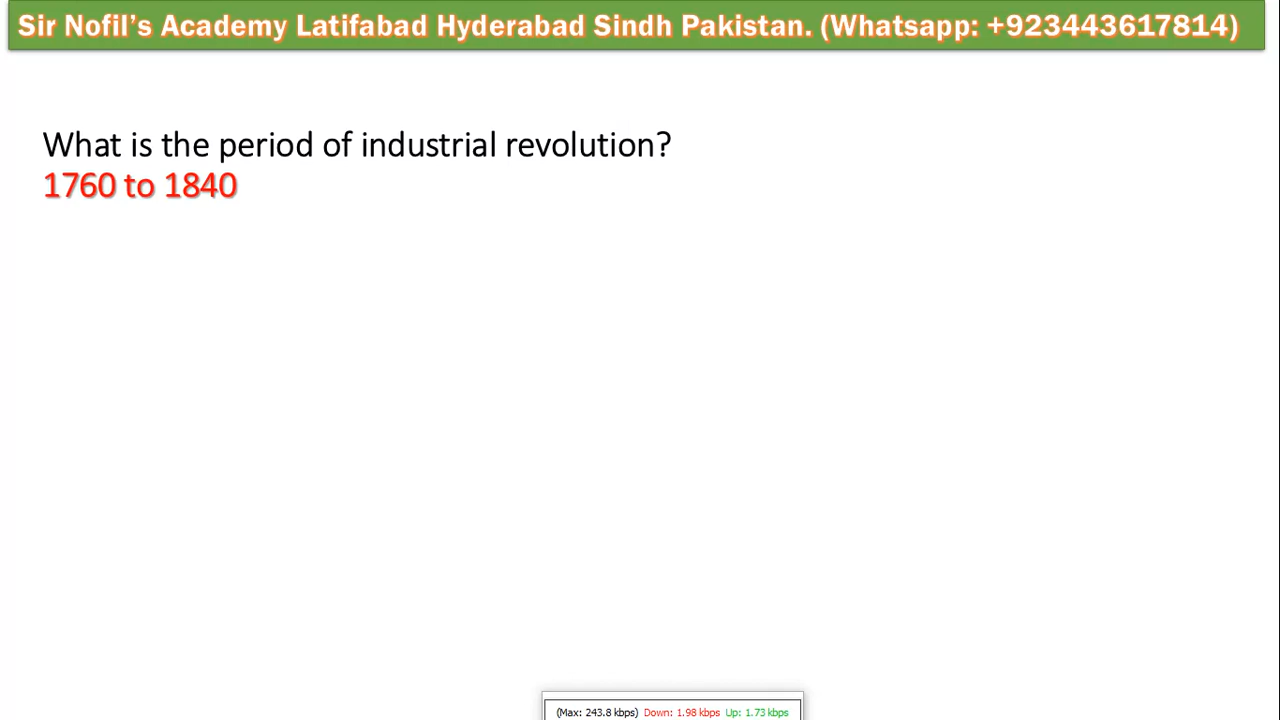 Sir Nofil’s Academy Latifabad Hyderabad Sindh Pakistan. (Whatsapp: +923443617814)
What is the period of industrial revolution?
1760 to 1840
(Max: 243.8 kbps) Down: 1.98 kbps Up: 1.73 kbps